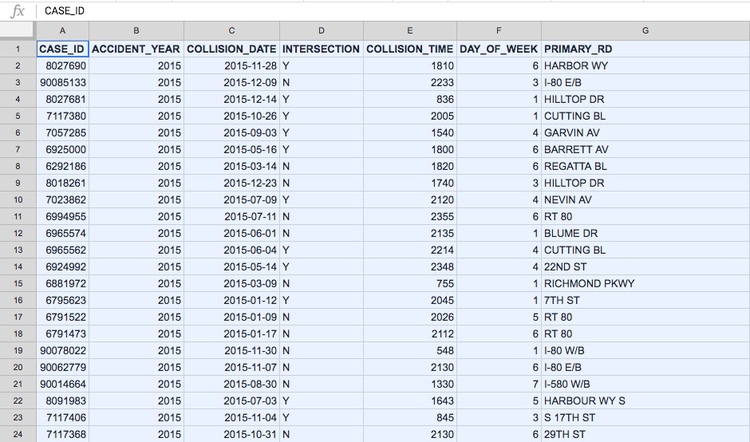 fx CASE_ID
A B C D E F G
1 CASE_ID ACCIDENT_YEAR COLLISION_DATE INTERSECTION COLLISION_TIME DAY_OF_WEEK PRIMARY_RD
2 8027690 2015 2015-11-28 Y 1810 6 HARBOR WY
3 90085133 2015 2015-12-09 N 2233 3 I-80 E/B
4 8027681 2015 2015-12-14 Y 836 1 HILLTOP DR
5 7117380 2015 2015-10-26 Y 2005 1 CUTTING BL
6 7057285 2015 2015-09-03 Y 1540 4 GARVIN AV
7 6925000 2015 2015-05-16 Y 1800 6 BARRETT AV
8 6292186 2015 2015-03-14 N 1820 6 REGATTA BL
9 8018261 2015 2015-12-23 N 1740 3 HILLTOP DR
10 7023862 2015 2015-07-09 Y 2120 4 NEVIN AV
11 6994955 2015 2015-07-11 N 2355 6 RT 80
12 6965574 2015 2015-06-01 N 2135 1 BLUME DR
13 6965562 2015 2015-06-04 Y 2214 4 CUTTING BL
14 6924992 2015 2015-05-14 Y 2348 4 22ND ST
15 6881972 2015 2015-03-09 N 755 1 RICHMOND PKWY
16 6795623 2015 2015-01-12 Y 2045 1 7TH ST
17 6791522 2015 2015-01-09 N 2026 5 RT 80
18 6791473 2015 2015-01-17 N 2112 6 RT 80
19 90078022 2015 2015-11-30 N 548 1 I-80 W/B
20 90062779 2015 2015-11-07 N 2130 6 I-80 E/B
21 90014664 2015 2015-08-30 N 1330 7 I-580 W/B
22 8091983 2015 2015-07-03 Y 1643 5 HARBOUR WY S
23 7117406 2015 2015-11-04 Y 845 3 S 17TH ST
24 7117368 2015 2015-10-31 N 2130 6 29TH ST